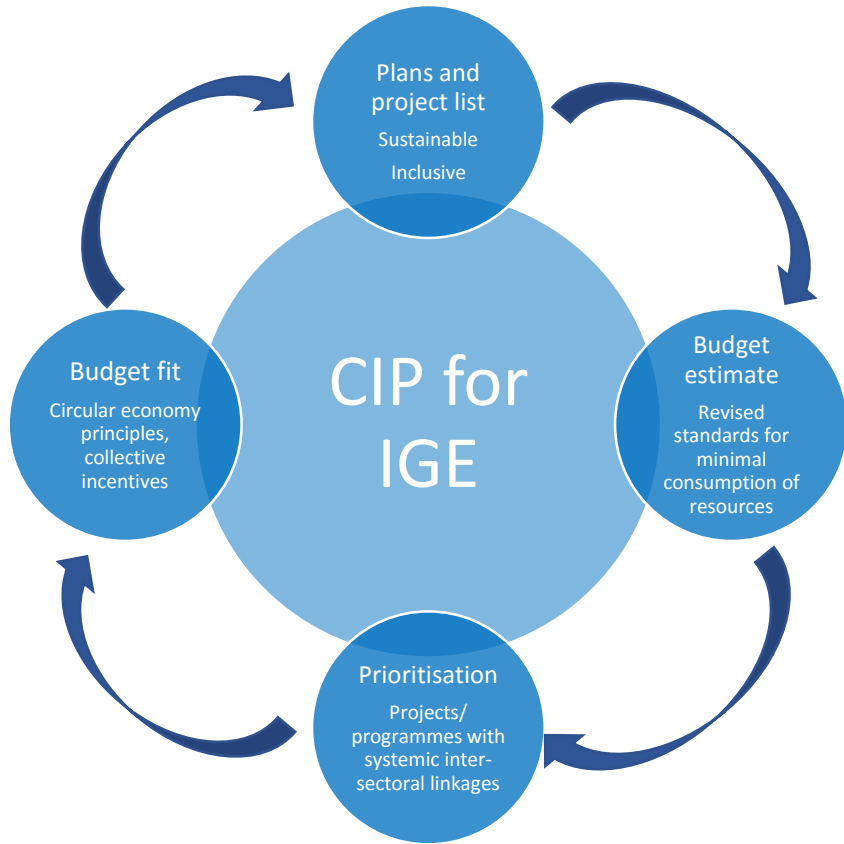 Plans and
project list
Sustainable
Inclusive
Budget
estimate
Revised
standards for
minimal
consumption of
resources
Prioritisation
Projects/
programmes with
systemic inter-
sectoral linkages
Budget fit
Circular economy
principles,
collective
incentives
CIP for
IGE